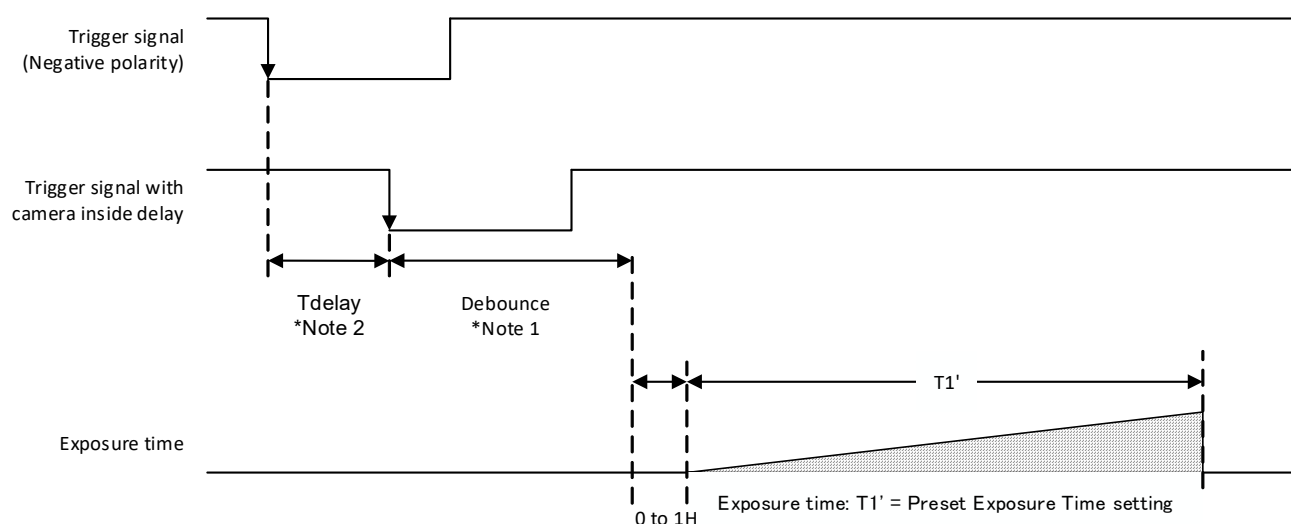 Trigger signal
(Negative polarity)
Trigger signal with
camera inside delay
Tdelay
*Note 2
Debounce
*Note 1
T1'
Exposure time
0 to 1H
Exposure time: T1' = Preset Exposure Time setting